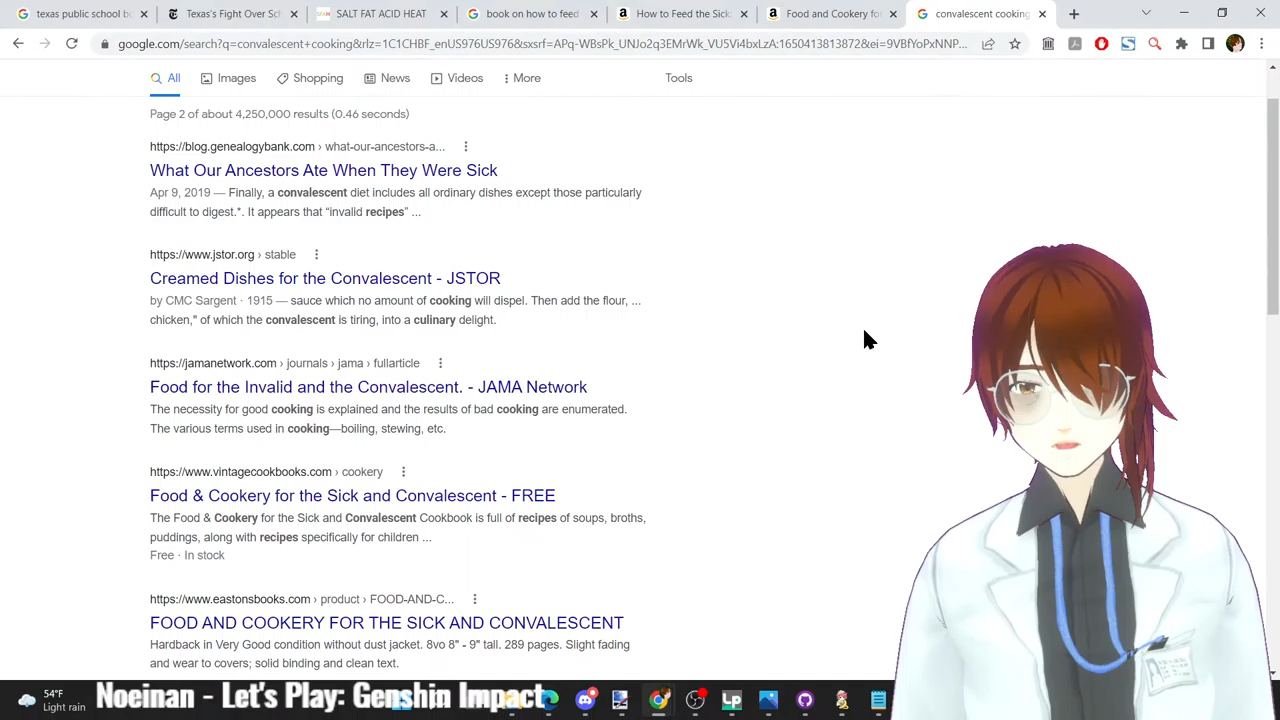 texas public school bo
Texas's Fight Over Sch
SALT FAT ACID HEAT
book on how to feed
How to Feed the Sick:
Food and Cookery for
convalescent cooking
google.com/search?q=convalescent+cooking&rlz=1C1CHBF_enUS976US976&sxsrf=APq-WBsPk_UNJo2q3EMrWk_VU5Vi4bxLzA:1650413813872&ei=9VBfYoPxNNP...
All Images Shopping News Videos More Tools
Page 2 of about 4,250,000 results (0.46 seconds)
https://blog.genealogybank.com › what-our-ancestors-a...
What Our Ancestors Ate When They Were Sick
Apr 9, 2019 — Finally, a convalescent diet includes all ordinary dishes except those particularly
difficult to digest.*. It appears that “invalid recipes” ...
https://www.jstor.org › stable
Creamed Dishes for the Convalescent - JSTOR
by CMC Sargent · 1915 — sauce which no amount of cooking will dispel. Then add the flour, ...
chicken," of which the convalescent is tiring, into a culinary delight.
https://jamanetwork.com › journals › jama › fullarticle
Food for the Invalid and the Convalescent. - JAMA Network
The necessity for good cooking is explained and the results of bad cooking are enumerated.
The various terms used in cooking—boiling, stewing, etc.
https://www.vintagecookbooks.com › cookery
Food & Cookery for the Sick and Convalescent - FREE
The Food & Cookery for the Sick and Convalescent Cookbook is full of recipes of soups, broths,
puddings, along with recipes specifically for children ...
Free · In stock
https://www.eastonsbooks.com › product › FOOD-AND-C...
FOOD AND COOKERY FOR THE SICK AND CONVALESCENT
Hardback in Very Good condition without dust jacket. 8vo 8" - 9" tall. 289 pages. Slight fading
and wear to covers; solid binding and clean text.
54°F
Light rain
Noeinan - Let's Play: Genshin Impact